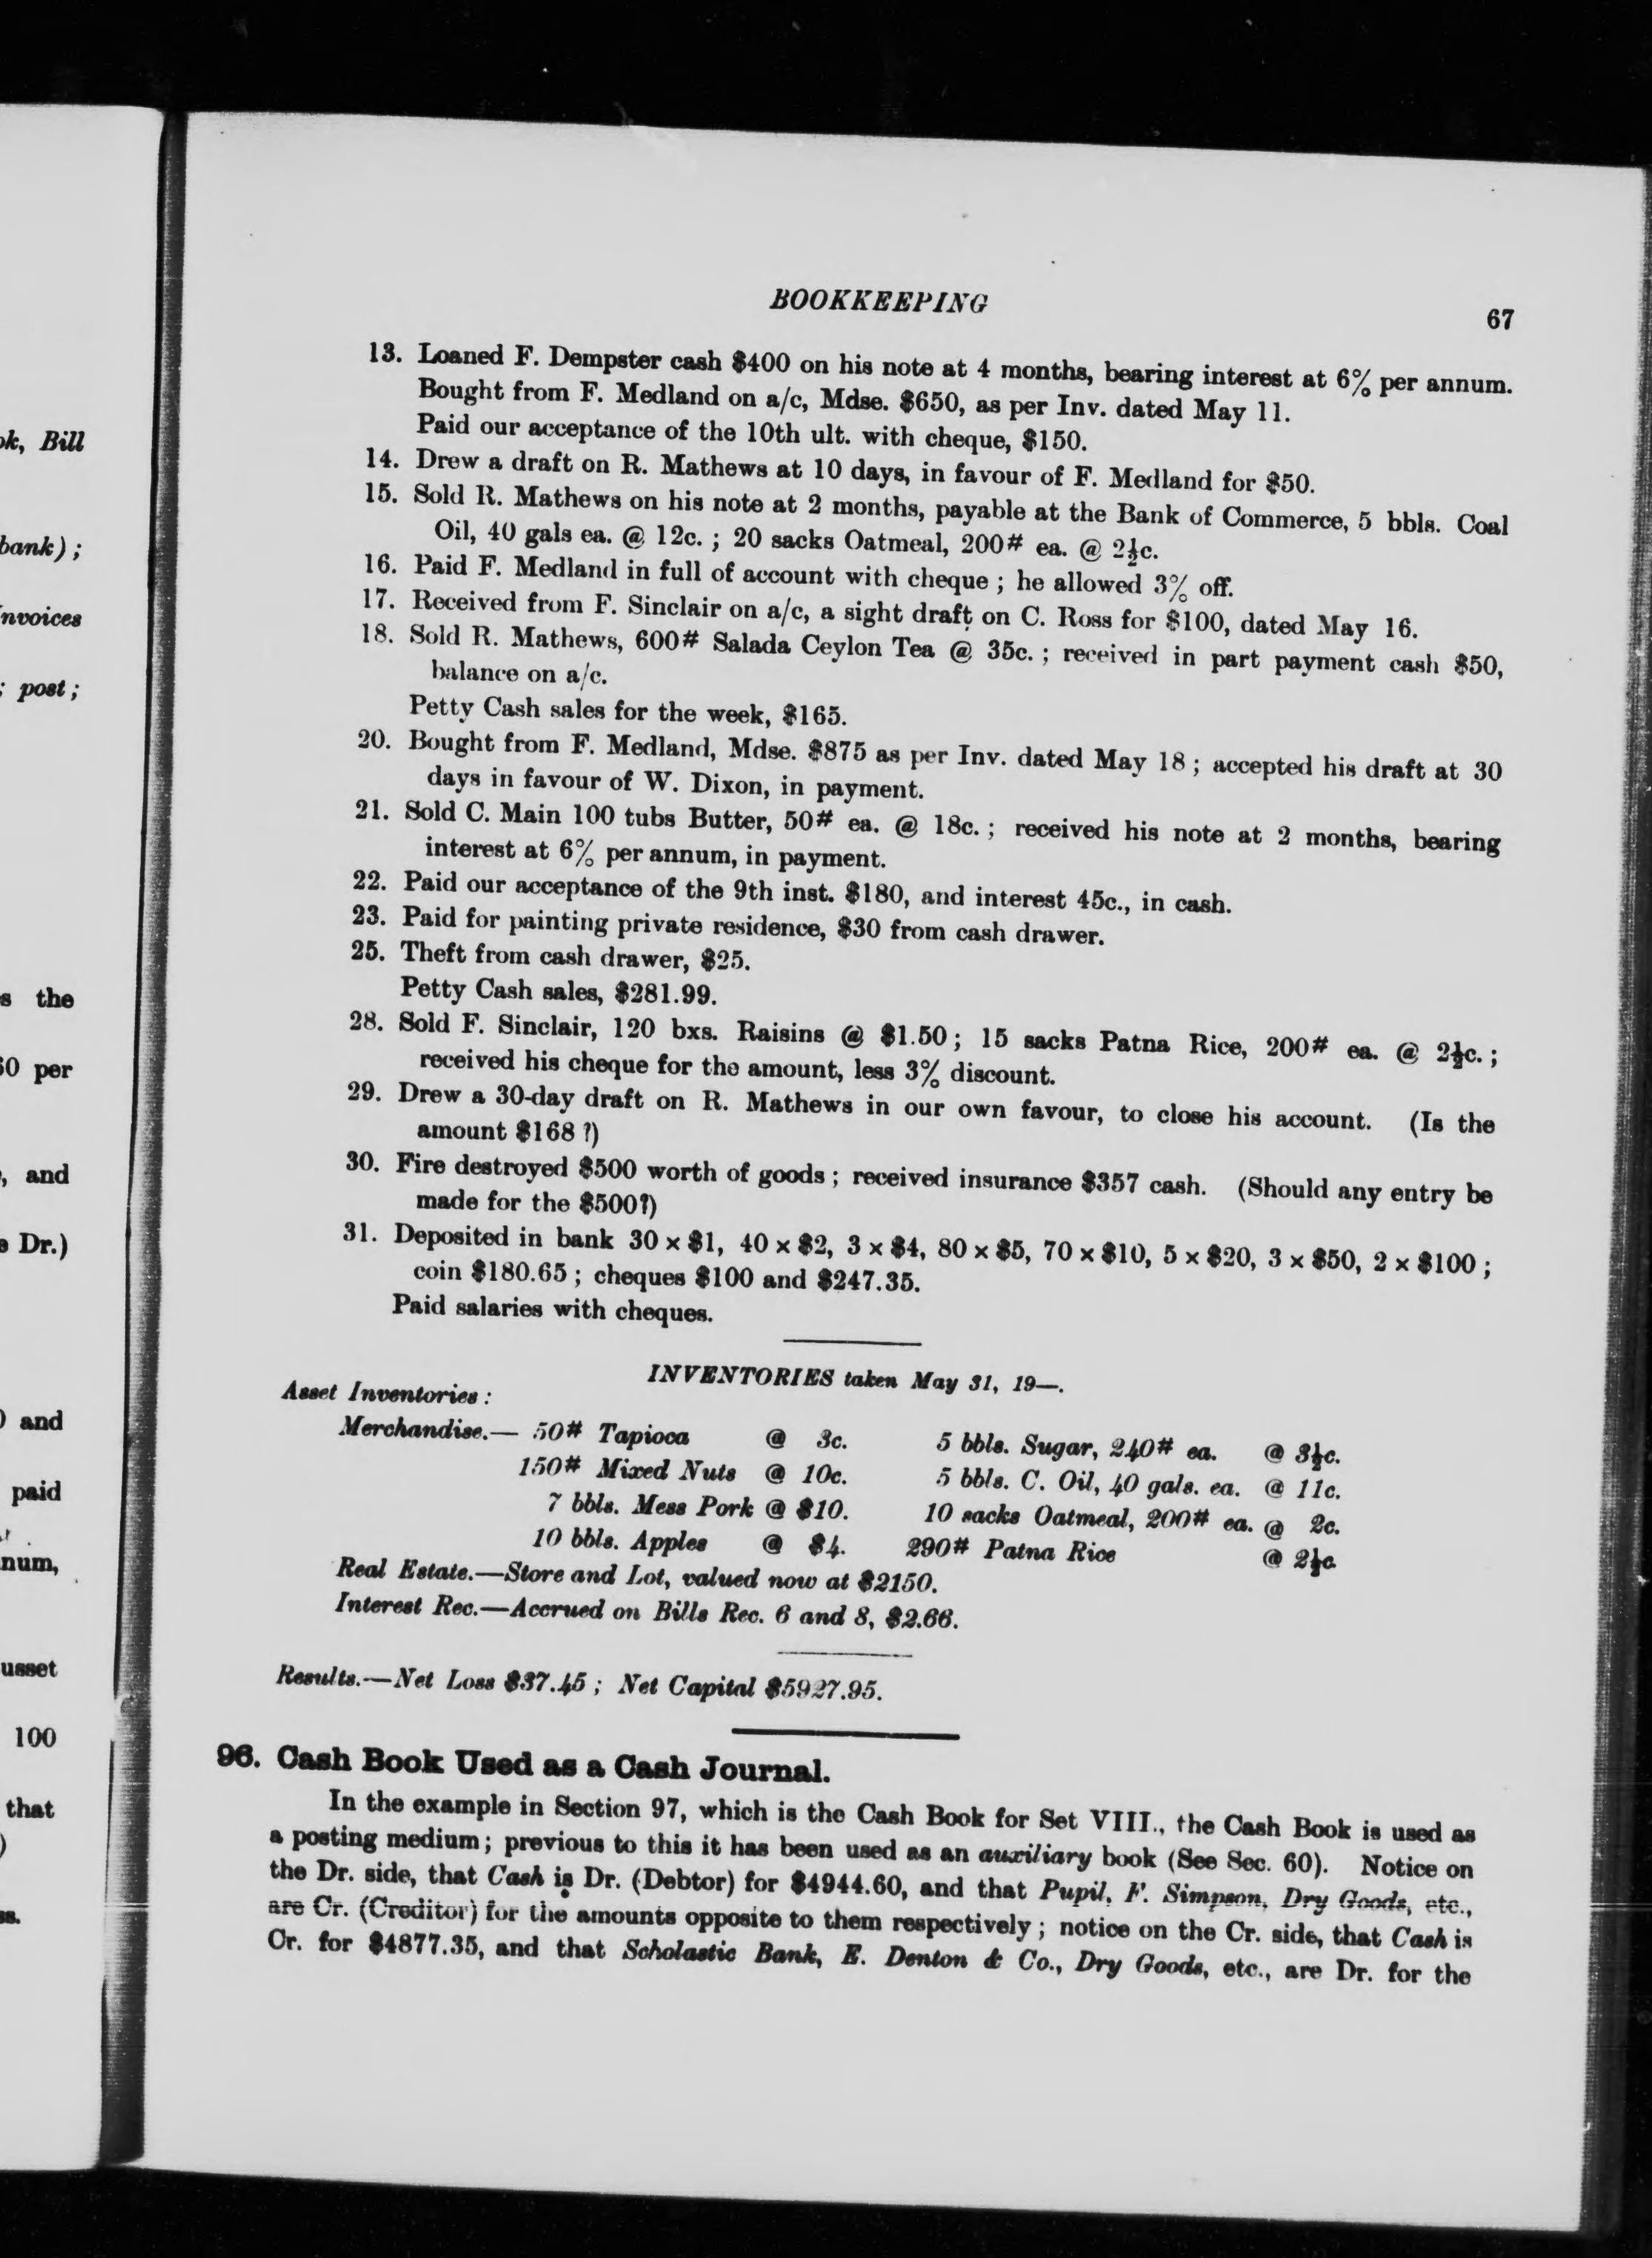 BOOKKEEPING
67
13. Loaned F. Dempster cash $400 on his note at 4 months, bearing interest at 6% per annum.
Bought from F. Medland on a/c, Mdse. $650, as per Inv. dated May 11.
Paid our acceptance of the 10th ult. with cheque, $150.
14. Drew a draft on R. Mathews at 10 days, in favour of F. Medland for $50.
15. Sold R. Mathews on his note at 2 months, payable at the Bank of Commerce, 5 bbls. Coal
Oil, 40 gals ea. @ 12c. ; 20 sacks Oatmeal, 200# ea. @ 2½c.
16. Paid F. Medland in full of account with cheque ; he allowed 3% off.
17. Received from F. Sinclair on a/c, a sight draft on C. Ross for $100, dated May 16.
18. Sold R. Mathews, 600# Salada Ceylon Tea @ 35c. ; received in part payment cash $50,
balance on a/c.
Petty Cash sales for the week, $165.
20. Bought from F. Medland, Mdse. $875 as per Inv. dated May 18 ; accepted his draft at 30
days in favour of W. Dixon, in payment.
21. Sold C. Main 100 tubs Butter, 50# ea. @ 18c. ; received his note at 2 months, bearing
interest at 6% per annum, in payment.
22. Paid our acceptance of the 9th inst. $180, and interest 45c., in cash.
23. Paid for painting private residence, $30 from cash drawer.
25. Theft from cash drawer, $25.
Petty Cash sales, $281.99.
28. Sold F. Sinclair, 120 bxs. Raisins @ $1.50 ; 15 sacks Patna Rice, 200# ea. @ 2½c. ;
received his cheque for the amount, less 3% discount.
29. Drew a 30-day draft on R. Mathews in our own favour, to close his account. (Is the
amount $168 ?)
30. Fire destroyed $500 worth of goods ; received insurance $357 cash. (Should any entry be
made for the $500?)
31. Deposited in bank 30 × $1, 40 × $2, 3 × $4, 80 × $5, 70 × $10, 5 × $20, 3 × $50, 2 × $100 ;
coin $180.65 ; cheques $100 and $247.35.
Paid salaries with cheques.
INVENTORIES taken May 31, 19—.
Asset Inventories :
Merchandise.— 50# Tapioca @ 3c. 5 bbls. Sugar, 240# ea. @ 3½c.
150# Mixed Nuts @ 10c. 5 bbls. C. Oil, 40 gals. ea. @ 11c.
7 bbls. Mess Pork @ $10. 10 sacks Oatmeal, 200# ea. @ 2c.
10 bbls. Apples @ $4. 290# Patna Rice @ 2½c.
Real Estate.—Store and Lot, valued now at $2150.
Interest Rec.—Accrued on Bills Rec. 6 and 8, $2.66.
Results.—Net Loss $37.45 ; Net Capital $5927.95.
96. Cash Book Used as a Cash Journal.
In the example in Section 97, which is the Cash Book for Set VIII., the Cash Book is used as
a posting medium ; previous to this it has been used as an auxiliary book (See Sec. 60). Notice on
the Dr. side, that Cash is Dr. (Debtor) for $4944.60, and that Pupil, F. Simpson, Dry Goods, etc.,
are Cr. (Creditor) for the amounts opposite to them respectively ; notice on the Cr. side, that Cash is
Cr. for $4877.35, and that Scholastic Bank, E. Denton & Co., Dry Goods, etc., are Dr. for the
ok, Bill
bank) ;
nvoices
; post ;
s the
60 per
, and
e Dr.)
0 and
paid
num,
usset
100
that
)
ss.